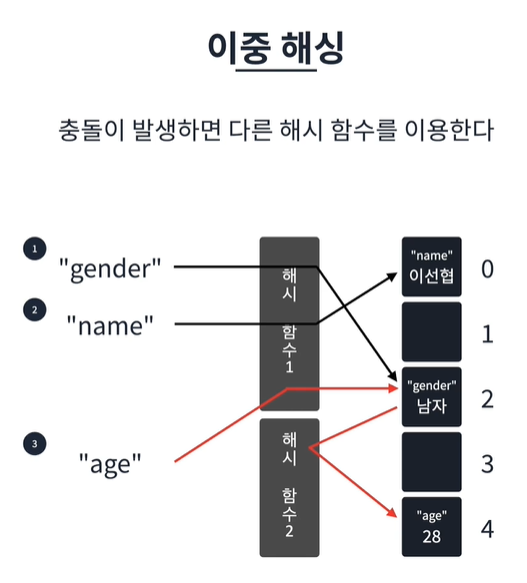 이중 해싱
충돌이 발생하면 다른 해시 함수를 이용한다
1
"gender"
2
"name"
3
"age"
해시 함수1
해시 함수2
"name"
이선협
0
1
"gender"
남자
2
3
"age"
28
4